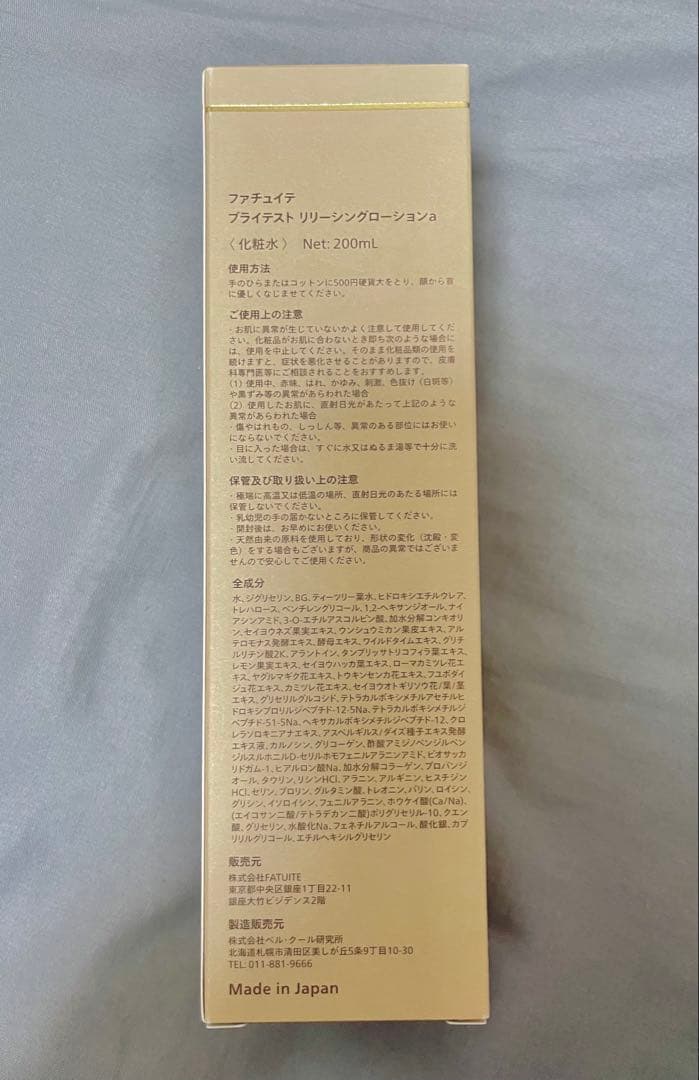 ファチュイテ
ブライテスト リリーシングローションa
〈 化粧水 〉 Net: 200mL
使用方法
手のひらまたはコットンに500円硬貨大をとり、顔から首
に優しくなじませてください。
ご使用上の注意
・お肌に異常が生じていないかよく注意して使用してくだ
さい。化粧品がお肌に合わないとき即ち次のような場合に
は、使用を中止してください。そのまま化粧品類の使用を
続けますと、症状を悪化させることがありますので、皮膚
科専門医等にご相談されることをおすすめします。
(1) 使用中、赤味、はれ、かゆみ、刺激、色抜け (白斑等)
や黒ずみ等の異常があらわれた場合
(2) 使用したお肌に、直射日光があたって上記のような
異常があらわれた場合
・傷やはれもの、しっしん等、異常のある部位にはお使い
にならないでください。
・目に入った場合は、すぐに水又はぬるま湯等で十分に洗
い流してください。
保管及び取り扱い上の注意
・極端に高温又は低温の場所、直射日光のあたる場所には
保管しないでください。
・乳幼児の手の届かないところに保管してください。
・開封後は、お早めにお使いください。
・天然由来の原料を使用しており、形状の変化 (沈殿・変
色) をする場合もございますが、商品の異常ではございま
せんので安心してご使用ください。
全成分
水、ジグリセリン、BG、ティーツリー葉水、ヒドロキシエチルウレア、
トレハロース、ペンチレングリコール、1,2-ヘキサンジオール、ナイ
アシンアミド、3-O-エチルアスコルビン酸、加水分解コンキオリ
ン、セイヨウネズ果実エキス、ウンシュウミカン果皮エキス、アル
テロモナス発酵エキス、酵母エキス、ワイルドタイムエキス、グリチ
ルリチン酸2K、アラントイン、タンブリッサトリコフィラ葉エキス、
レモン果実エキス、セイヨウハッカ葉エキス、ローマカミツレ花エ
キス、ヤグルマギク花エキス、トウキンセンカ花エキス、フユボダイ
ジュ花エキス、カミツレ花エキス、セイヨウオトギリソウ花/葉/茎
エキス、グリセリルグルコシド、テトラカルボキシメチルアセチルヒ
ドロキシプロリルジペプチド-12-5Na、テトラカルボキシメチルジ
ペプチド-51-5Na、ヘキサカルボキシメチルジペプチド-12、クロ
レラソロキニアナエキス、アスペルギルス/ダイズ種子エキス発酵
エキス液、カルノシン、グリコーゲン、酢酸アミジノベンジルベン
ジルスルホニルD-セリルホモフェニルアラニンアミド、ビオサッカ
リドガム-1、ヒアルロン酸Na、加水分解コラーゲン、プロパンジ
オール、タウリン、リシンHCl、アラニン、アルギニン、ヒスチジン
HCl、セリン、プロリン、グルタミン酸、トレオニン、バリン、ロイシン、
グリシン、イソロイシン、フェニルアラニン、ホウケイ酸(Ca/Na)、
(エイコサン二酸/テトラデカン二酸)ポリグリセリル-10、クエン
酸、グリセリン、水酸化Na、フェネチルアルコール、酸化銀、カプ
リリルグリコール、エチルヘキシルグリセリン
販売元
株式会社FATUITE
東京都中央区銀座1丁目22-11
銀座大竹ビジデンス2階
製造販売元
株式会社ベル・クール研究所
北海道札幌市清田区美しが丘5条9丁目10-30
TEL: 011-881-9666
Made in Japan